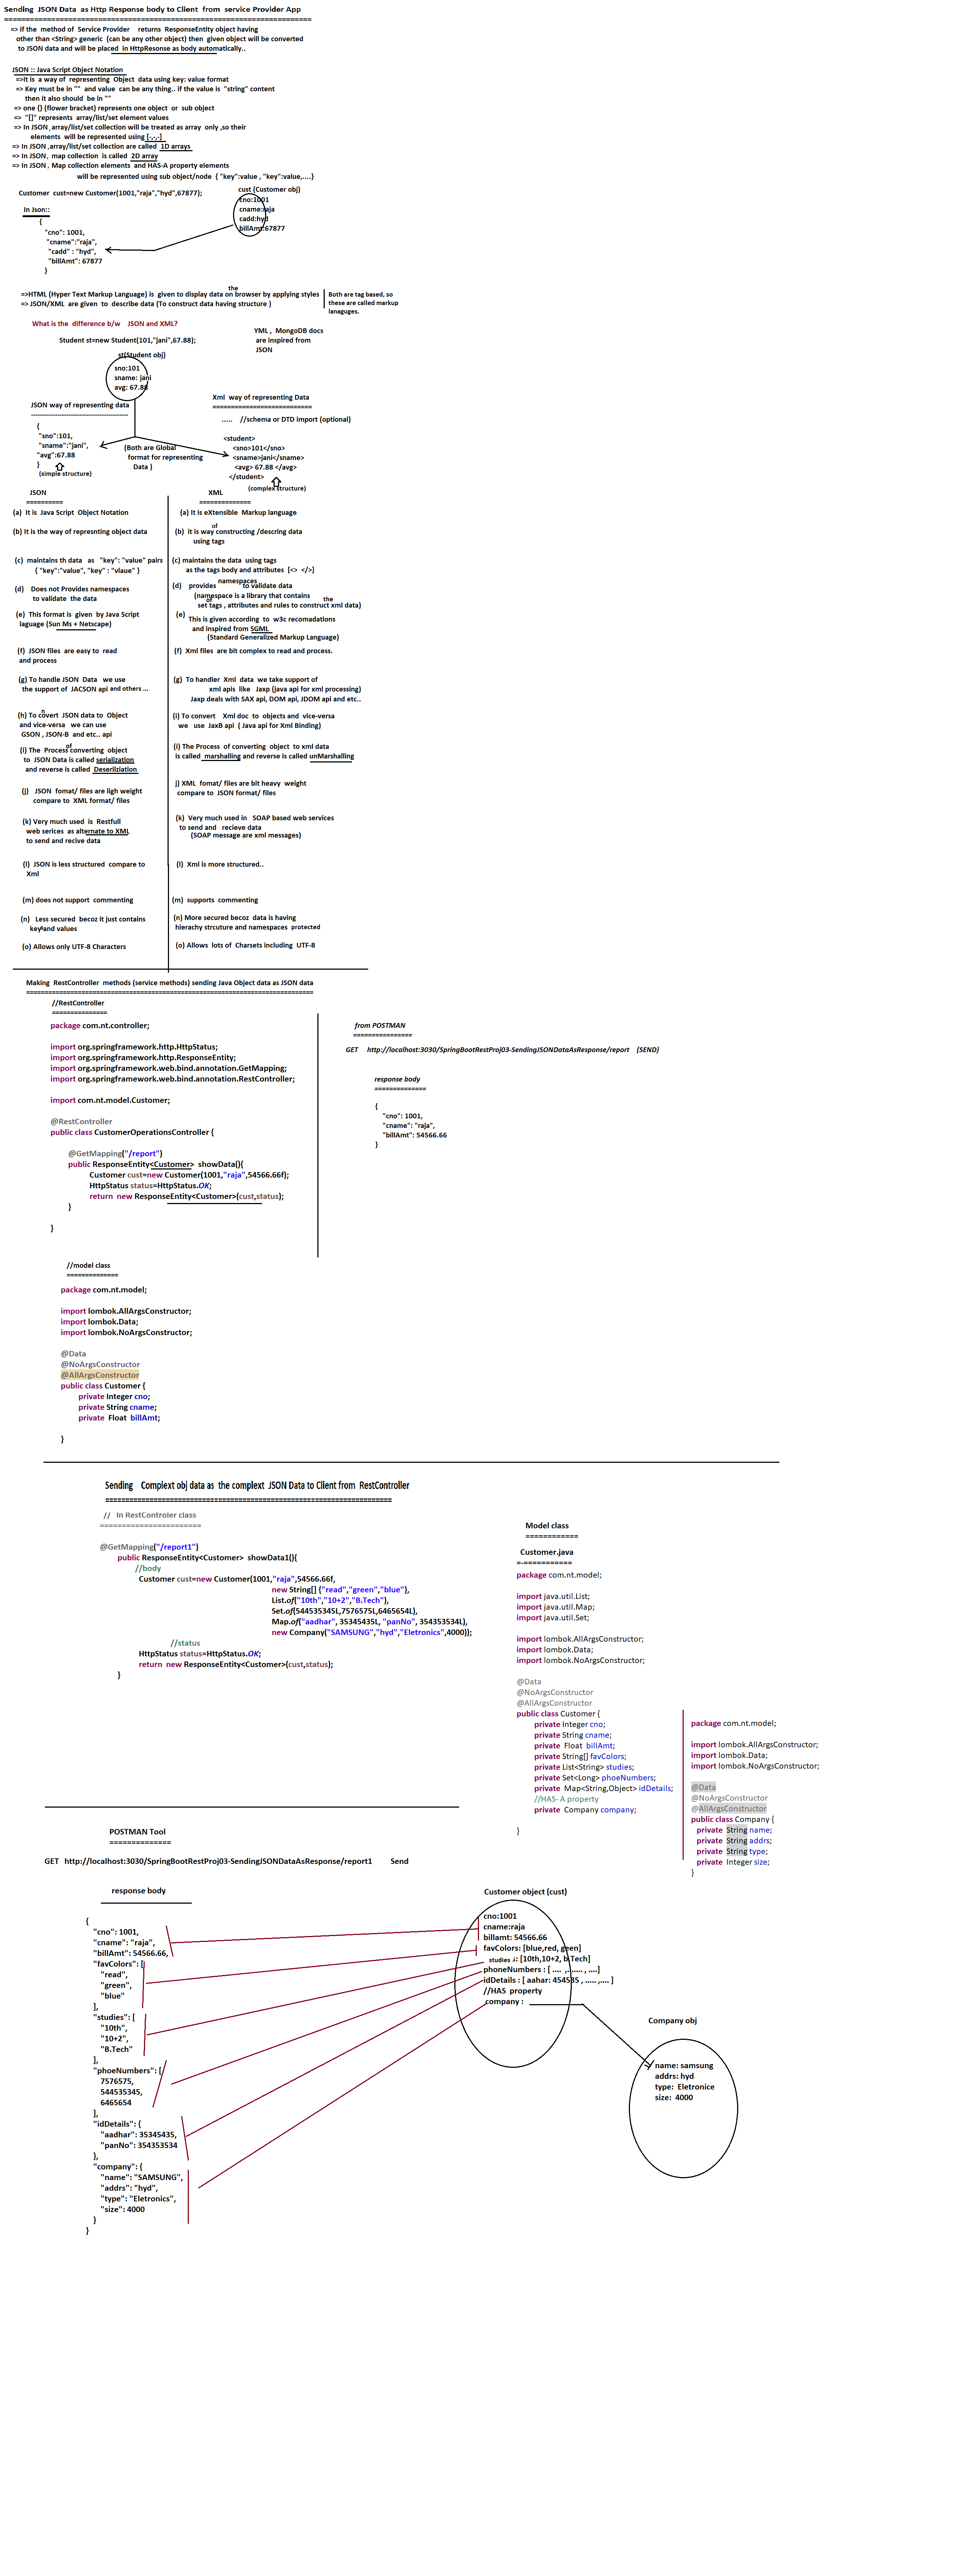 Sending JSON Data as Http Response body to Client from service Provider App
=====================================================================
=> if the method of Service Provider returns ResponseEntity object having
other than <String> generic (can be any other object) then given object will be converted
to JSON data and will be placed in HttpResonse as body automatically..
JSON :: Java Script Object Notation
=>It is a way of representing Object data using key: value format
=> Key must be in "" and value can be any thing.. if the value is "string" content
then it also should be in ""
=> one {} {flower bracket) represents one object or sub object
=> "[]" represents array/list/set element values
=> In JSON ,array/list/set collection will be treated as array only ,so their
elements will be represented using [-,-,-]
=> In JSON ,array/list/set collection are called 1D arrays
=> In JSON , map collection is called 2D array
=> In JSON , Map collection elements and HAS-A property elements
will be represented using sub object/node { "key":value , "key":value,....}
Customer cust=new Customer(1001,"raja","hyd",67877);
cust (Customer obj)
cno:1001
cname:raja
cadd:hyd
billAmt:67877
In Json::
{
"cno": 1001,
"cname":"raja",
"cadd" : "hyd",
"billAmt": 67877
}
the
=>HTML (Hyper Text Markup Language) is given to display data on browser by applying styles
=> JSON/XML are given to describe data (To construct data having structure )
Both are tag based, so
these are called markup
lanaguges.
What is the difference b/w JSON and XML?
YML , MongoDB docs
are inspired from
JSON
Student st=new Student(101,"jani",67.88);
st(Student obj)
sno:101
sname: jani
avg: 67.88
JSON way of representing data
----------------------------------------
{
"sno":101,
"sname":"jani",
"avg":67.88
}
(simple structure)
(Both are Global
format for representing
Data )
Xml way of representing Data
==========================
..... //schema or DTD import (optional)
<student>
<sno>101</sno>
<sname>jani</sname>
<avg> 67.88 </avg>
</student>
(complex structure)
JSON
==========
XML
==============
(a) It is Java Script Object Notation
(a) It is eXtensible Markup language
(b) It is the way of represnting object data
of
(b) it is way constructing /descring data
using tags
(c) maintains th data as "key": "value" pairs
{ "key":"value", "key" : "vlaue" }
(c) maintains the data using tags
as the tags body and attributes [<> </>]
(d) Does not Provides namespaces
to validate the data
namespaces
(d) provides to validate data
(namespace is a library that contains
of the
set tags , attributes and rules to construct xml data)
(e) This format is given by Java Script
laguage (Sun Ms + Netscape)
(e)
This is given according to w3c recomadations
and inspired from SGML
(Standard Generalized Markup Language)
(f) JSON files are easy to read
and process
(f) Xml files are bit complex to read and process.
(g) To handle JSON Data we use
the support of JACSON api and others ...
(g) To handler Xml data we take support of
xml apis like Jaxp (java api for xml processing)
Jaxp deals with SAX api, DOM api, JDOM api and etc..
n
(h) To covert JSON data to Object
and vice-versa we can use
GSON , JSON-B and etc.. api
(i) To convert Xml doc to objects and vice-versa
we use JaxB api ( Java api for Xml Binding)
of
(i) The Process converting object
to JSON Data is called serialization
and reverse is called Deserilziation
(i) The Process of converting object to xml data
is called marshalling and reverse is called unMarshalling
(j) JSON fomat/ files are ligh weight
compare to XML format/ files
j) XML fomat/ files are bit heavy weight
compare to JSON format/ files
(k) Very much used is Restfull
web serices as alternate to XML
to send and recive data
(k) Very much used in SOAP based web services
to send and recieve data
(SOAP message are xml messages)
(l) JSON is less structured compare to
Xml
(l) Xml is more structured..
(m) does not support commenting
(m) supports commenting
(n) Less secured becoz it just contains
key and values
(n) More secured becoz data is having
hierachy strcuture and namespaces protected
(o) Allows only UTF-8 Characters
(o) Allows lots of Charsets including UTF-8
Making RestController methods (service methods) sending Java Object data as JSON data
==============================================================================
//RestController
===============
package com.nt.controller;
import org.springframework.http.HttpStatus;
import org.springframework.http.ResponseEntity;
import org.springframework.web.bind.annotation.GetMapping;
import org.springframework.web.bind.annotation.RestController;
import com.nt.model.Customer;
@RestController
public class CustomerOperationsController {
@GetMapping("/report")
public ResponseEntity<Customer> showData(){
Customer cust=new Customer(1001,"raja",54566.66f);
HttpStatus status=HttpStatus.OK;
return new ResponseEntity<Customer>(cust,status);
}
}
from POSTMAN
================
GET http://localhost:3030/SpringBootRestProj03-SendingJSONDataAsResponse/report (SEND)
response body
==============
{
"cno": 1001,
"cname": "raja",
"billAmt": 54566.66
}
//model class
==============
package com.nt.model;
import lombok.AllArgsConstructor;
import lombok.Data;
import lombok.NoArgsConstructor;
@Data
@NoArgsConstructor
@AllArgsConstructor
public class Customer {
private Integer cno;
private String cname;
private Float billAmt;
}
Sending Complext obj data as the complext JSON Data to Client from RestController
=====================================================================
// In RestControler class
=======================
@GetMapping("/report1")
public ResponseEntity<Customer> showData1(){
//body
Customer cust=new Customer(1001,"raja",54566.66f,
new String[] {"read","green","blue"},
List.of("10th","10+2","B.Tech"),
Set.of(544535345L,7576575L,6465654L),
Map.of("aadhar", 35345435L, "panNo", 354353534L),
new Company("SAMSUNG","hyd","Eletronics",4000));
//status
HttpStatus status=HttpStatus.OK;
return new ResponseEntity<Customer>(cust,status);
}
Model class
============
Customer.java
=-===========
package com.nt.model;
import java.util.List;
import java.util.Map;
import java.util.Set;
import lombok.AllArgsConstructor;
import lombok.Data;
import lombok.NoArgsConstructor;
@Data
@NoArgsConstructor
@AllArgsConstructor
public class Customer {
private Integer cno;
private String cname;
private Float billAmt;
private String[] favColors;
private List<String> studies;
private Set<Long> phoeNumbers;
private Map<String,Object> idDetails;
//HAS- A property
private Company company;
}
package com.nt.model;
import lombok.AllArgsConstructor;
import lombok.Data;
import lombok.NoArgsConstructor;
@Data
@NoArgsConstructor
@AllArgsConstructor
public class Company {
private String name;
private String addrs;
private String type;
private Integer size;
}
POSTMAN Tool
==============
GET http://localhost:3030/SpringBootRestProj03-SendingJSONDataAsResponse/report1 Send
response body
{
"cno": 1001,
"cname": "raja",
"billAmt": 54566.66,
"favColors": [
"read",
"green",
"blue"
],
"studies": [
"10th",
"10+2",
"B.Tech"
],
"phoeNumbers": [
7576575,
544535345,
6465654
],
"idDetails": {
"aadhar": 35345435,
"panNo": 354353534
},
"company": {
"name": "SAMSUNG",
"addrs": "hyd",
"type": "Eletronics",
"size": 4000
}
}
Customer object (cust)
cno:1001
cname:raja
billamt: 54566.66
favColors: [blue,red, geen]
studies : [10th,10+2, b.Tech]
phoneNumbers : [ .... ,....... , ....]
idDetails : [ aahar: 454535 , ..... ,.... ]
//HAS property
company :
Company obj
name: samsung
addrs: hyd
type: Eletronice
size: 4000